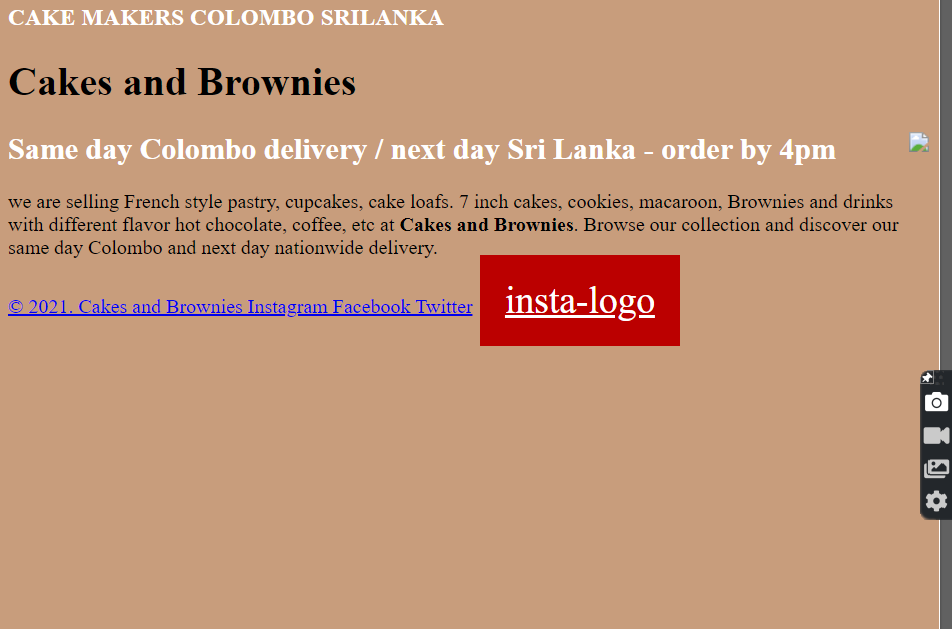 CAKE MAKERS COLOMBO SRILANKA
Cakes and Brownies
Same day Colombo delivery / next day Sri Lanka - order by 4pm
we are selling French style pastry, cupcakes, cake loafs. 7 inch cakes, cookies, macaroon, Brownies and drinks
with different flavor hot chocolate, coffee, etc at Cakes and Brownies. Browse our collection and discover our
same day Colombo and next day nationwide delivery.
© 2021. Cakes and Brownies Instagram Facebook Twitter insta-logo